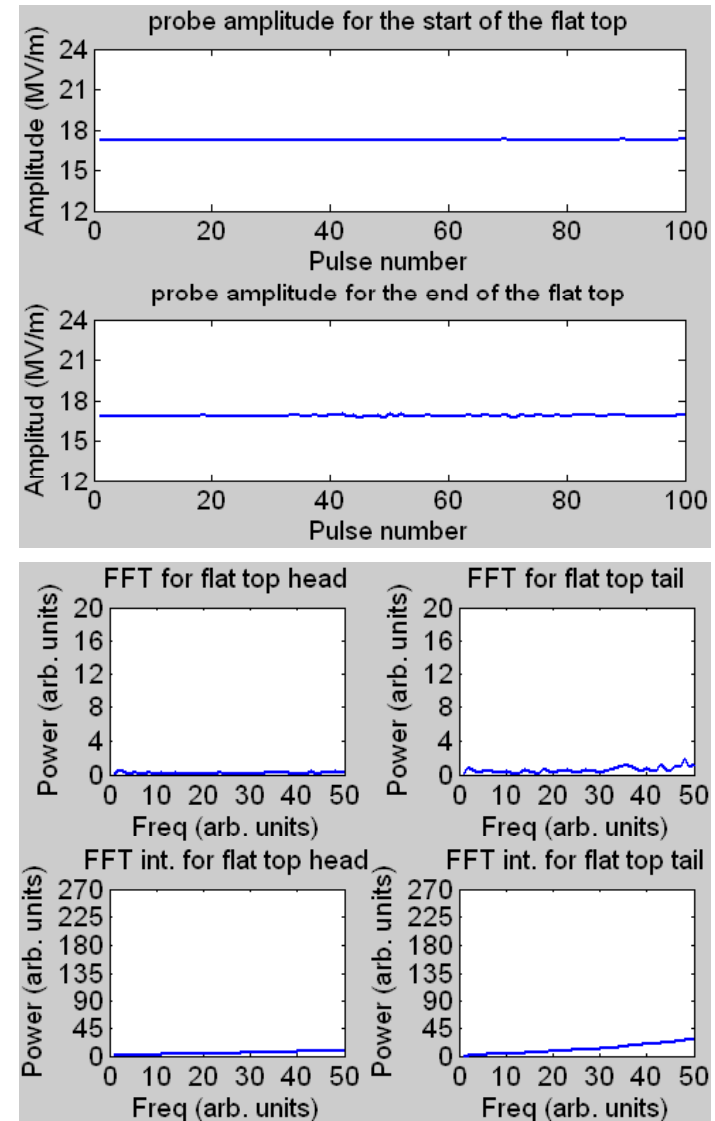 probe amplitude for the start of the flat top
Amplitude (MV/m)
24
21
18
15
12
0 20 40 60 80 100
Pulse number
probe amplitude for the end of the flat top
Amplitud (MV/m)
24
21
18
15
12
0 20 40 60 80 100
Pulse number
FFT for flat top head
Power (arb. units)
20
16
12
8
4
0
0 10 20 30 40 50
Freq (arb. units)
FFT for flat top tail
Power (arb. units)
20
16
12
8
4
0
0 10 20 30 40 50
Freq (arb. units)
FFT int. for flat top head
Power (arb. units)
270
225
180
135
90
45
0
0 10 20 30 40 50
Freq (arb. units)
FFT int. for flat top tail
Power (arb. units)
270
225
180
135
90
45
0
0 10 20 30 40 50
Freq (arb. units)